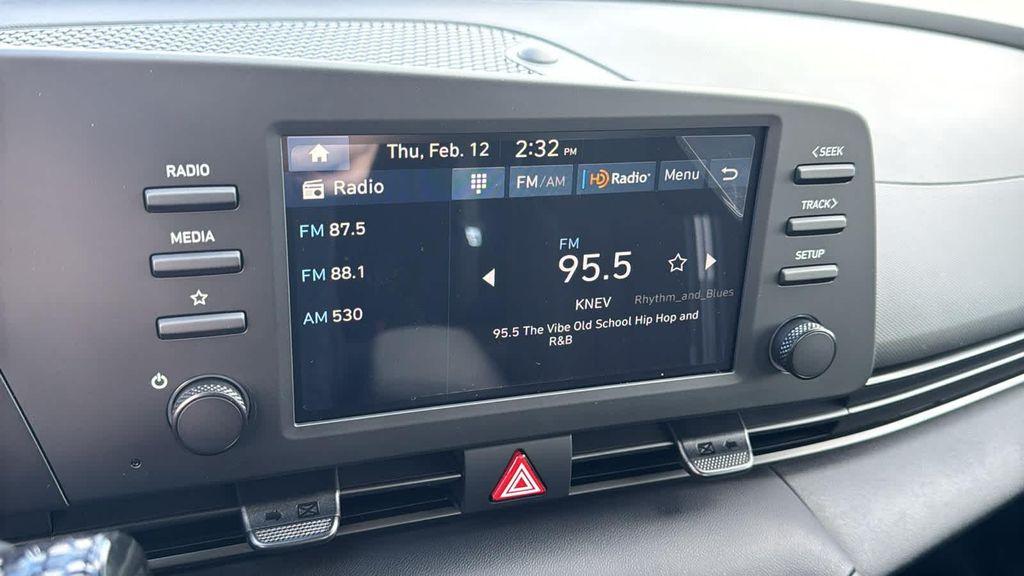 Thu, Feb. 12 2:32 PM
Radio
FM/AM
HD Radio
Menu
FM 87.5
FM 88.1
AM 530
FM
95.5
KNEV
Rhythm_and_Blues
95.5 The Vibe Old School Hip Hop and
R&B
RADIO
MEDIA
<SEEK
TRACK>
SETUP